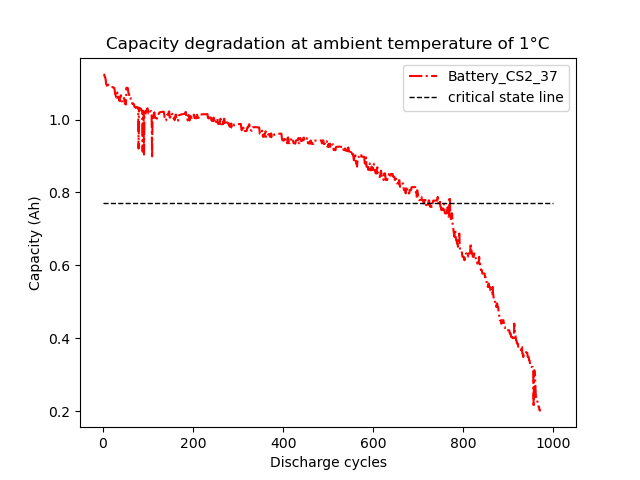 Capacity degradation at ambient temperature of 1°C
Battery_CS2_37
critical state line
Capacity (Ah)
1.0
0.8
0.6
0.4
0.2
0
200
400
600
800
1000
Discharge cycles